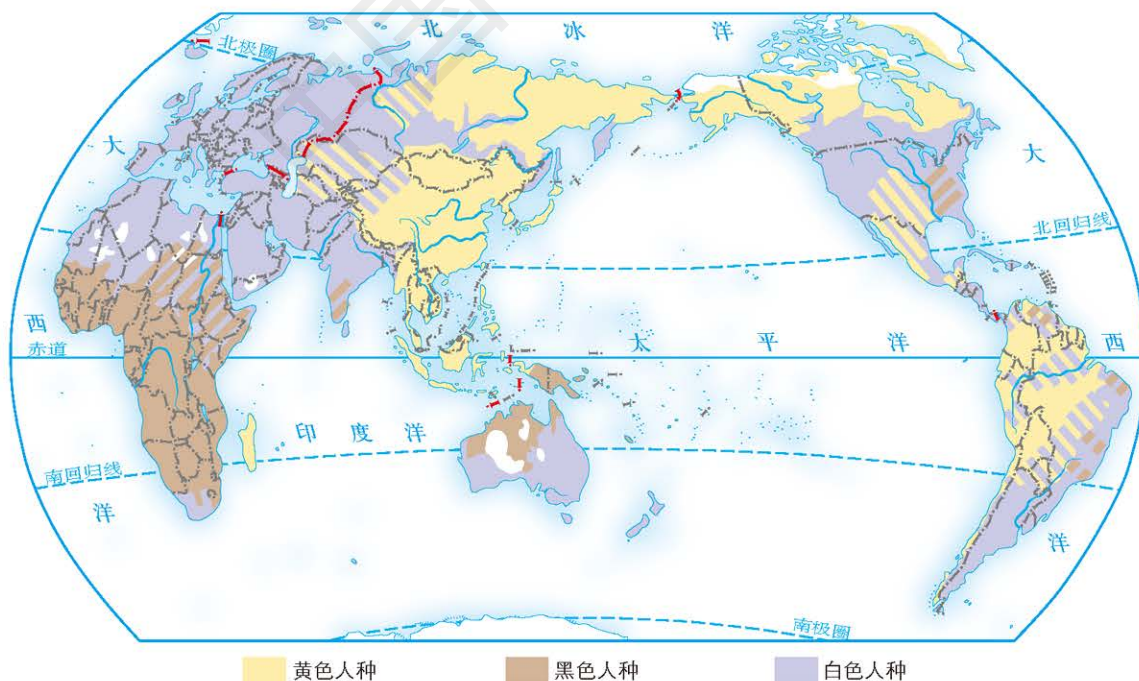 北冰洋
北极圈
大
大
北回归线
西
赤道
太平洋
西
印度洋
南回归线
洋
洋
南极圈
黄色人种
黑色人种
白色人种